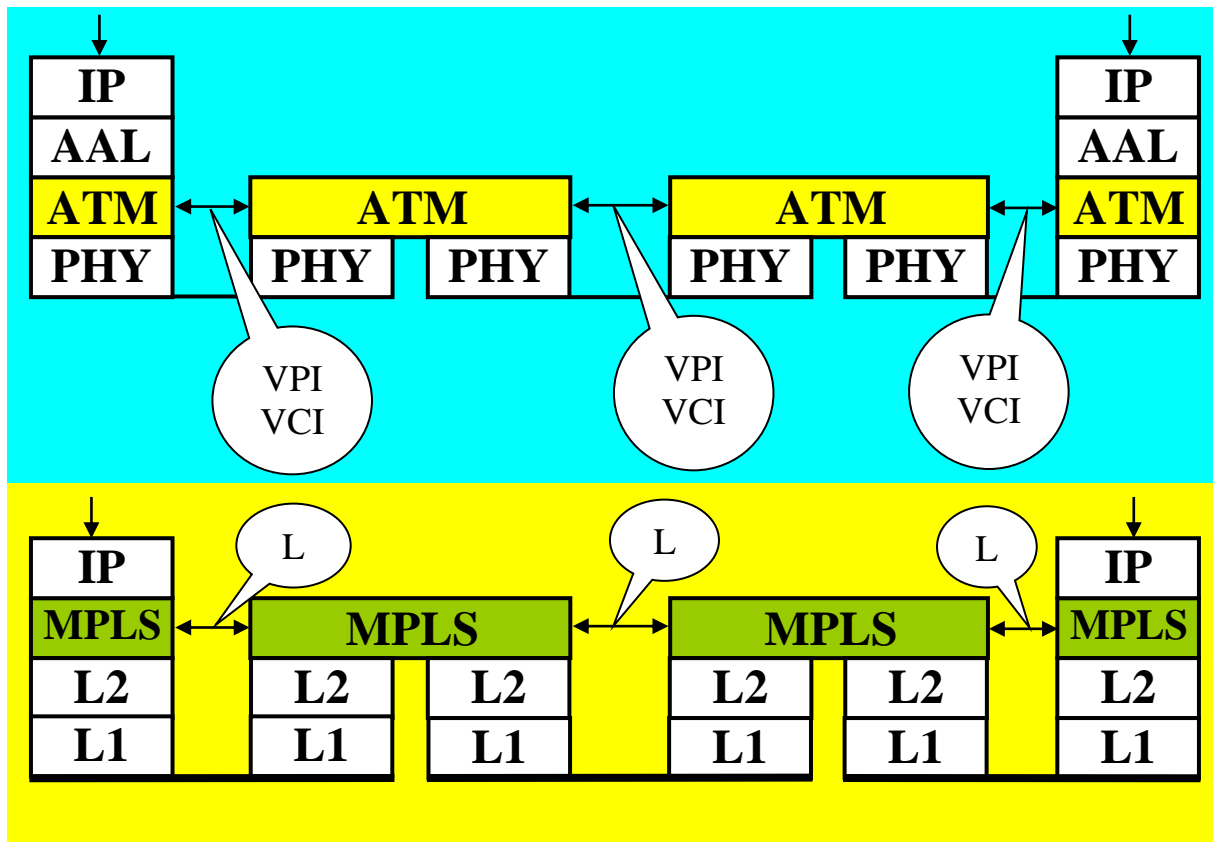 IP IP
AAL AAL
ATM ATM ATM ATM
PHY PHY PHY PHY PHY PHY
VPI VPI VPI
VCI VCI VCI
L L L
IP IP
MPLS MPLS MPLS MPLS
L2 L2 L2 L2 L2 L2
L1 L1 L1 L1 L1 L1